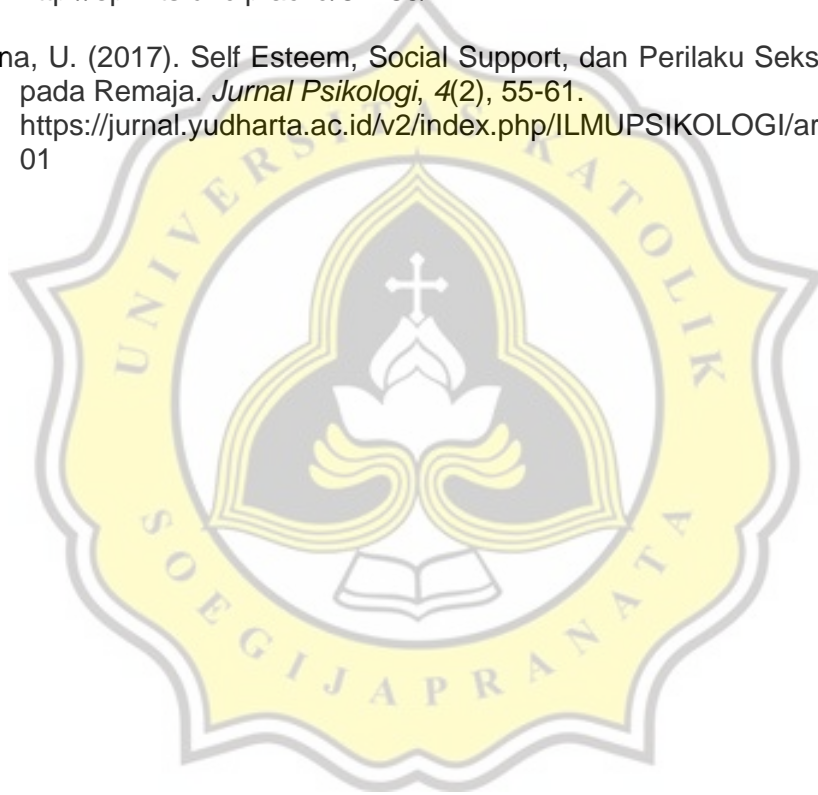 na, U. (2017). Self Esteem, Social Support, dan Perilaku Seks
pada Remaja. Jurnal Psikologi, 4(2), 55-61.
https://jurnal.yudharta.ac.id/v2/index.php/ILMUPSIKOLOGI/ar
01
UNIVERSITAS KATOLIK
SOEGIJAPRANATA